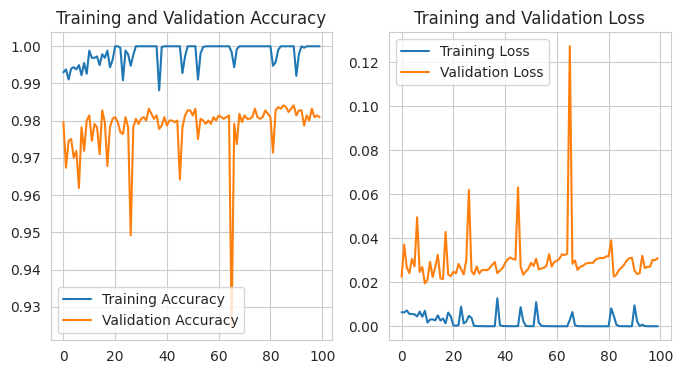 Training and Validation Accuracy
1.00
0.99
0.98
0.97
0.96
0.95
0.94
0.93
Training Accuracy
Validation Accuracy
0 20 40 60 80 100
Training and Validation Loss
Training Loss
Validation Loss
0.12
0.10
0.08
0.06
0.04
0.02
0.00
0 20 40 60 80 100